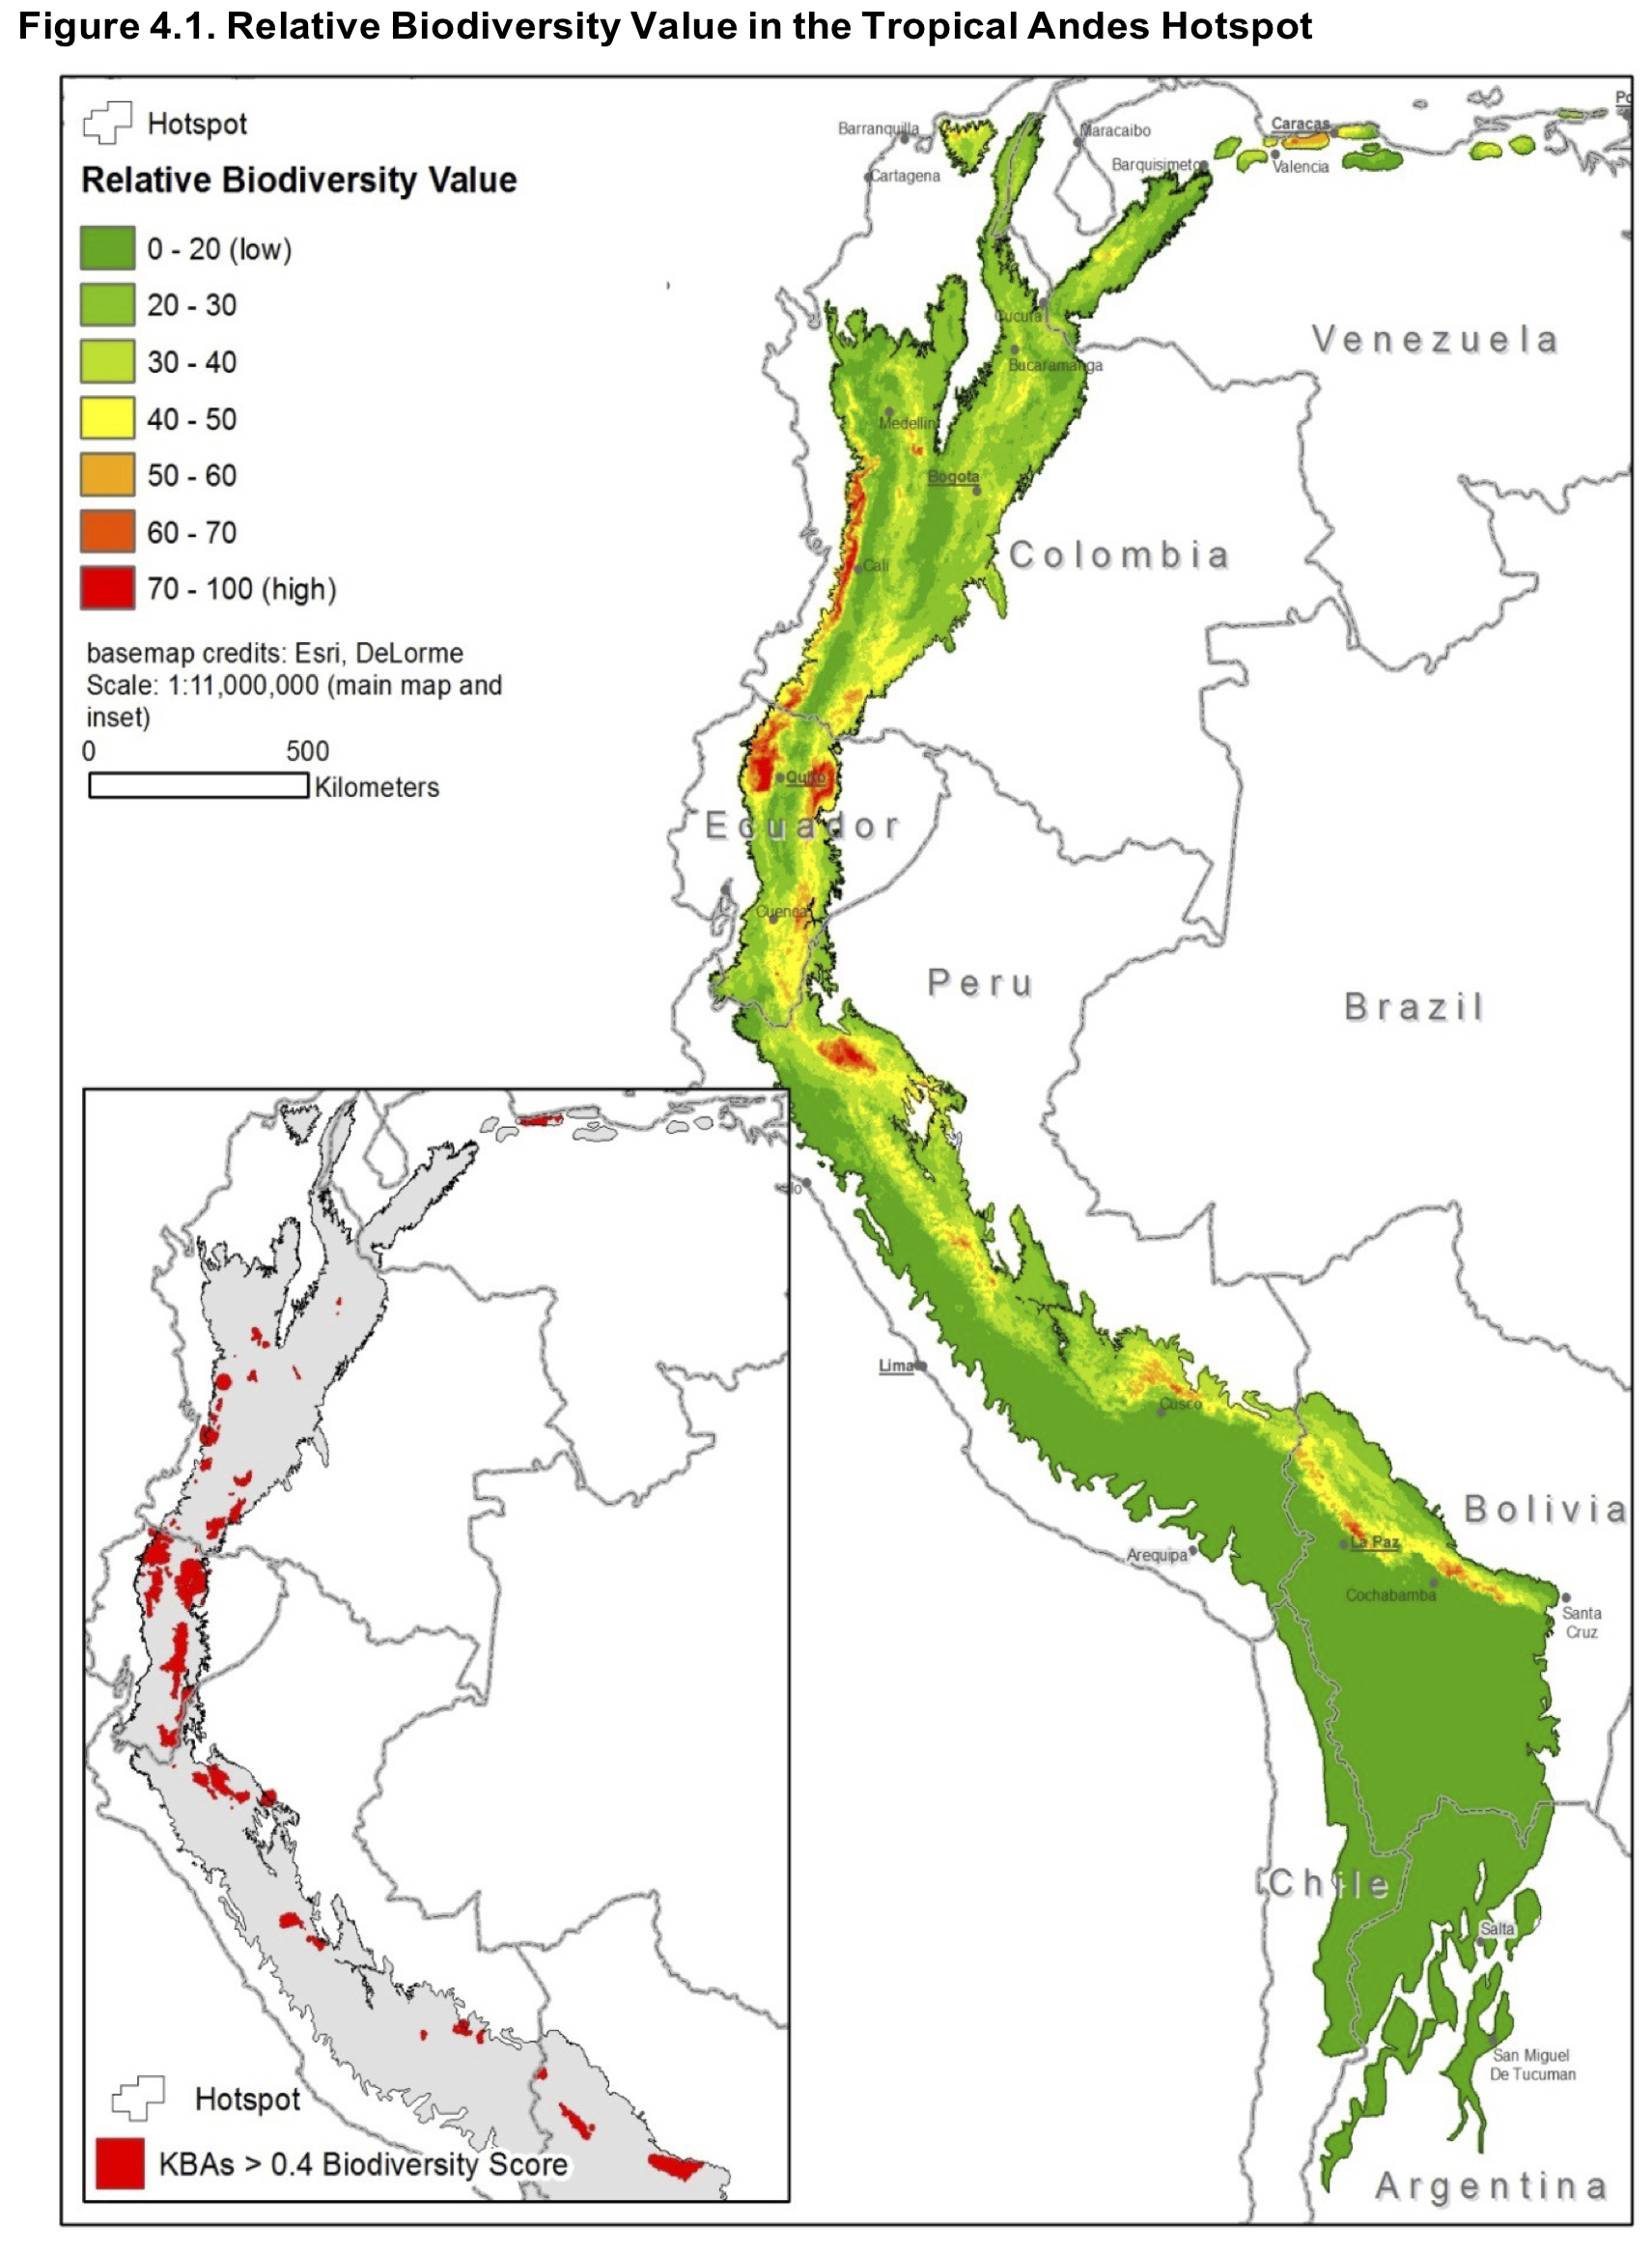 Figure 4.1. Relative Biodiversity Value in the Tropical Andes Hotspot
Hotspot
Relative Biodiversity Value
0 - 20 (low)
20 - 30
30 - 40
40 - 50
50 - 60
60 - 70
70 - 100 (high)
basemap credits: Esri, DeLorme
Scale: 1:11,000,000 (main map and
inset)
0 500
Kilometers
Barranquilla
Cartagena
Maracaibo
Barquisimeto
Caracas
Valencia
Cucuta
Bucaramanga
Venezuela
Medellin
Bogota
Colombia
Cali
Quito
Ecuador
Cuenca
Peru
Brazil
Lima
Cusco
Arequipa
La Paz
Bolivia
Cochabamba
Santa
Cruz
Chile
Salta
San Miguel
De Tucuman
Argentina
Hotspot
KBAs > 0.4 Biodiversity Score